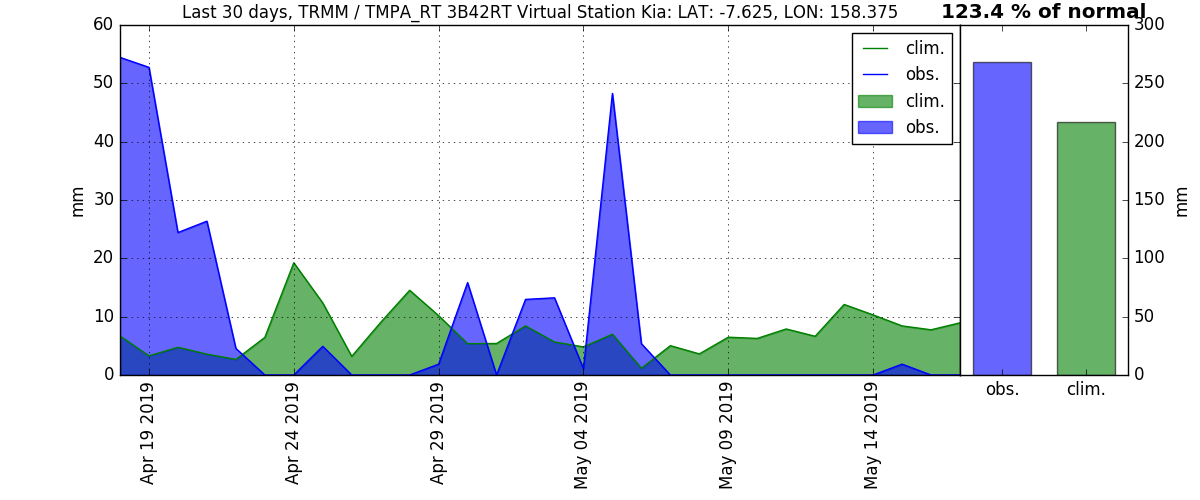 Last 30 days, TRMM / TMPA_RT 3B42RT Virtual Station Kia: LAT: -7.625, LON: 158.375
123.4 % of normal
60
50
40
30
20
10
0
mm
clim.
obs.
clim.
obs.
Apr 19 2019
Apr 24 2019
Apr 29 2019
May 04 2019
May 09 2019
May 14 2019
300
250
200
150
100
50
0
mm
obs.
clim.